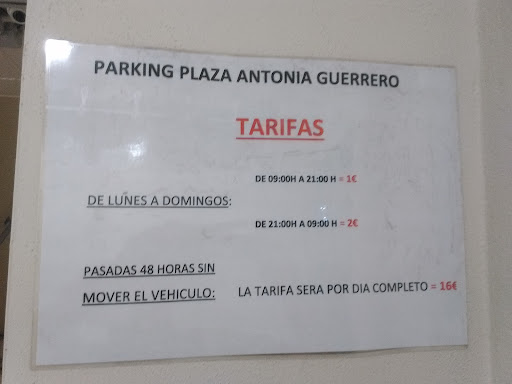 PARKING PLAZA ANTONIA GUERRERO
TARIFAS
DE 09:00H A 21:00 H = 1€
DE LUNES A DOMINGOS:
DE 21:00H A 09:00 H = 2€
PASADAS 48 HORAS SIN
MOVER EL VEHICULO: LA TARIFA SERA POR DIA COMPLETO = 16€